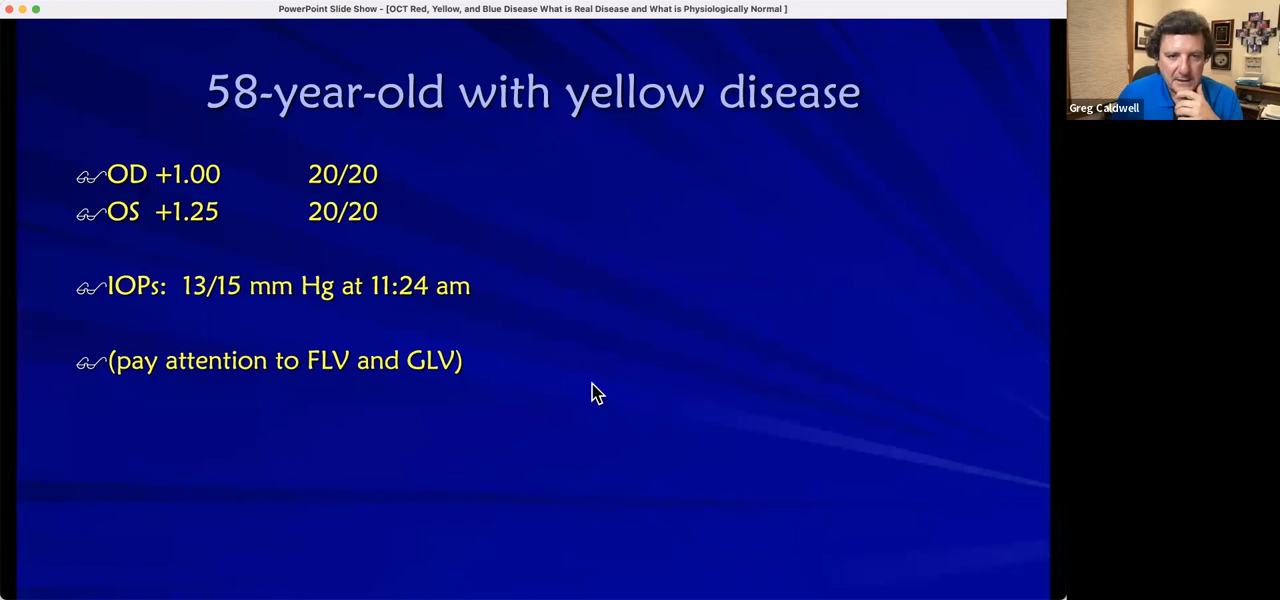 PowerPoint Slide Show - [OCT Red, Yellow, and Blue Disease What is Real Disease and What is Physiologically Normal ]
58-year-old with yellow disease
OD +1.00 20/20
OS +1.25 20/20
IOPs: 13/15 mm Hg at 11:24 am
(pay attention to FLV and GLV)
Greg Caldwell